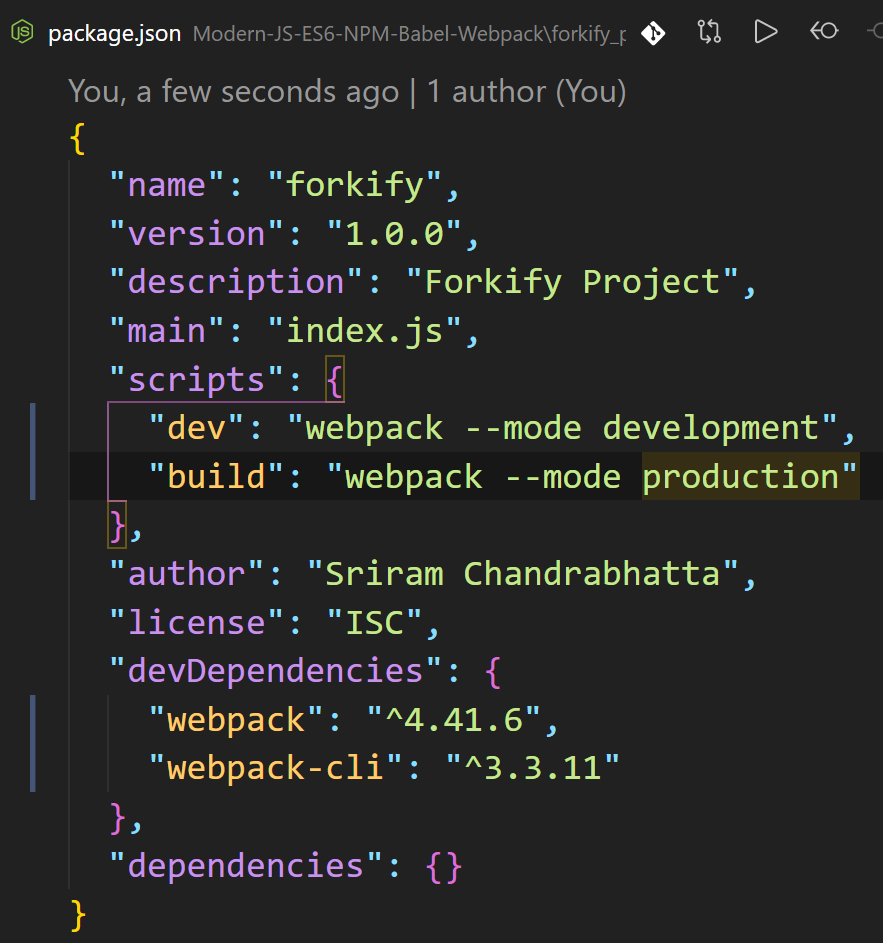 package.json Modern-JS-ES6-NPM-Babel-Webpack\forkify_p
You, a few seconds ago | 1 author (You)
{
"name": "forkify",
"version": "1.0.0",
"description": "Forkify Project",
"main": "index.js",
"scripts": {
"dev": "webpack --mode development",
"build": "webpack --mode production"
},
"author": "Sriram Chandrabhatta",
"license": "ISC",
"devDependencies": {
"webpack": "^4.41.6",
"webpack-cli": "^3.3.11"
},
"dependencies": {}
}